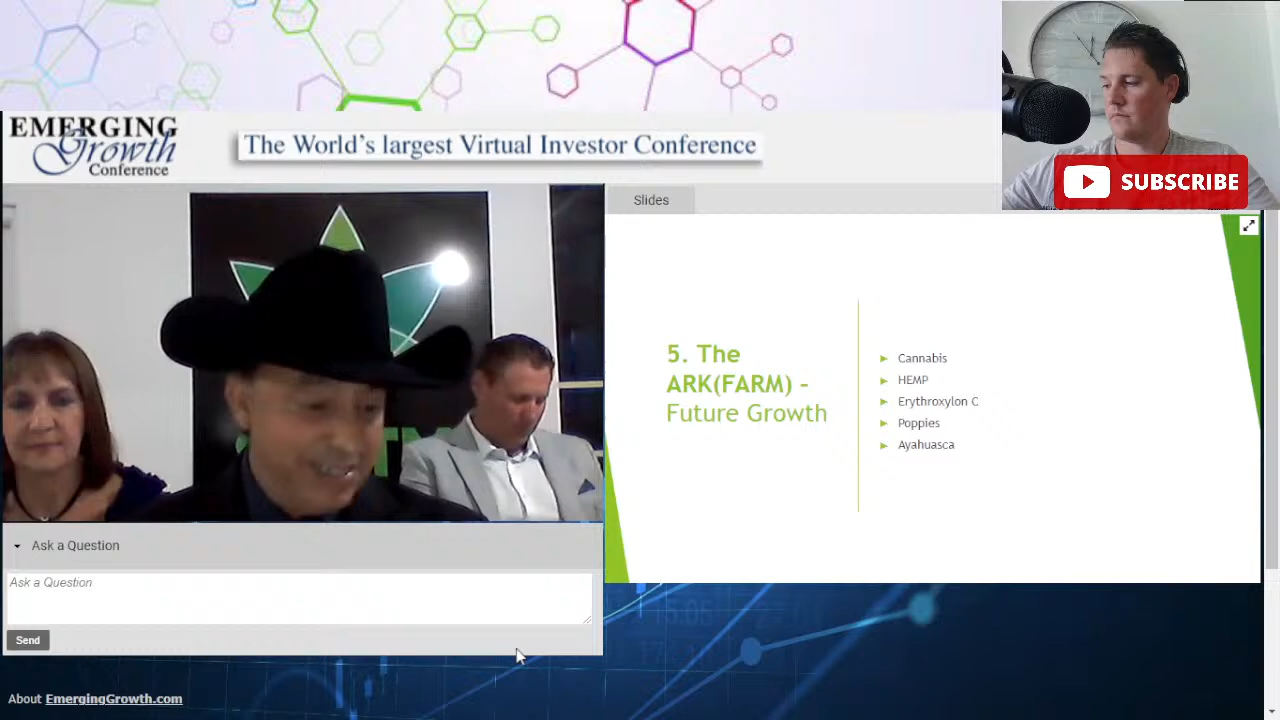 EMERGING
Growth
Conference
The World's largest Virtual Investor Conference
SUBSCRIBE
Slides
5. The
ARK(FARM) -
Future Growth
► Cannabis
► HEMP
► Erythroxylon C
► Poppies
► Ayahuasca
Ask a Question
Ask a Question
Send
About EmergingGrowth.com